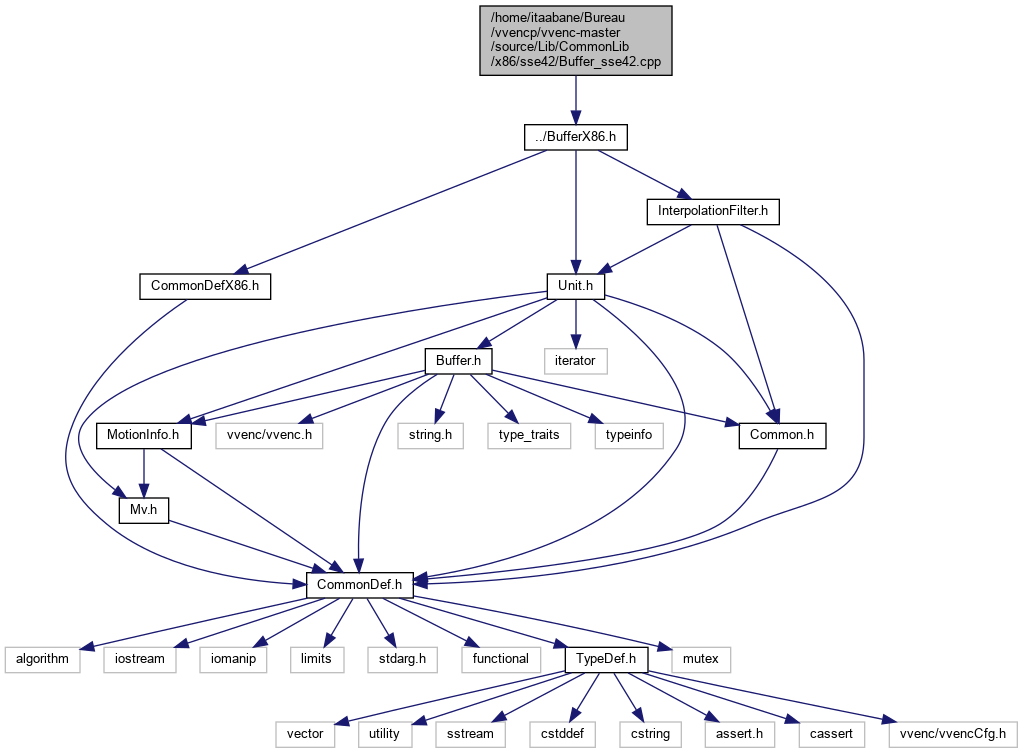 /home/itaabane/Bureau
/vvencp/vvenc-master
/source/Lib/CommonLib
/x86/sse42/Buffer_sse42.cpp
../BufferX86.h
InterpolationFilter.h
CommonDefX86.h
Unit.h
Buffer.h
iterator
MotionInfo.h
vvenc/vvenc.h
string.h
type_traits
typeinfo
Common.h
Mv.h
CommonDef.h
algorithm
iostream
iomanip
limits
stdarg.h
functional
TypeDef.h
mutex
vector
utility
sstream
cstddef
cstring
assert.h
cassert
vvenc/vvencCfg.h